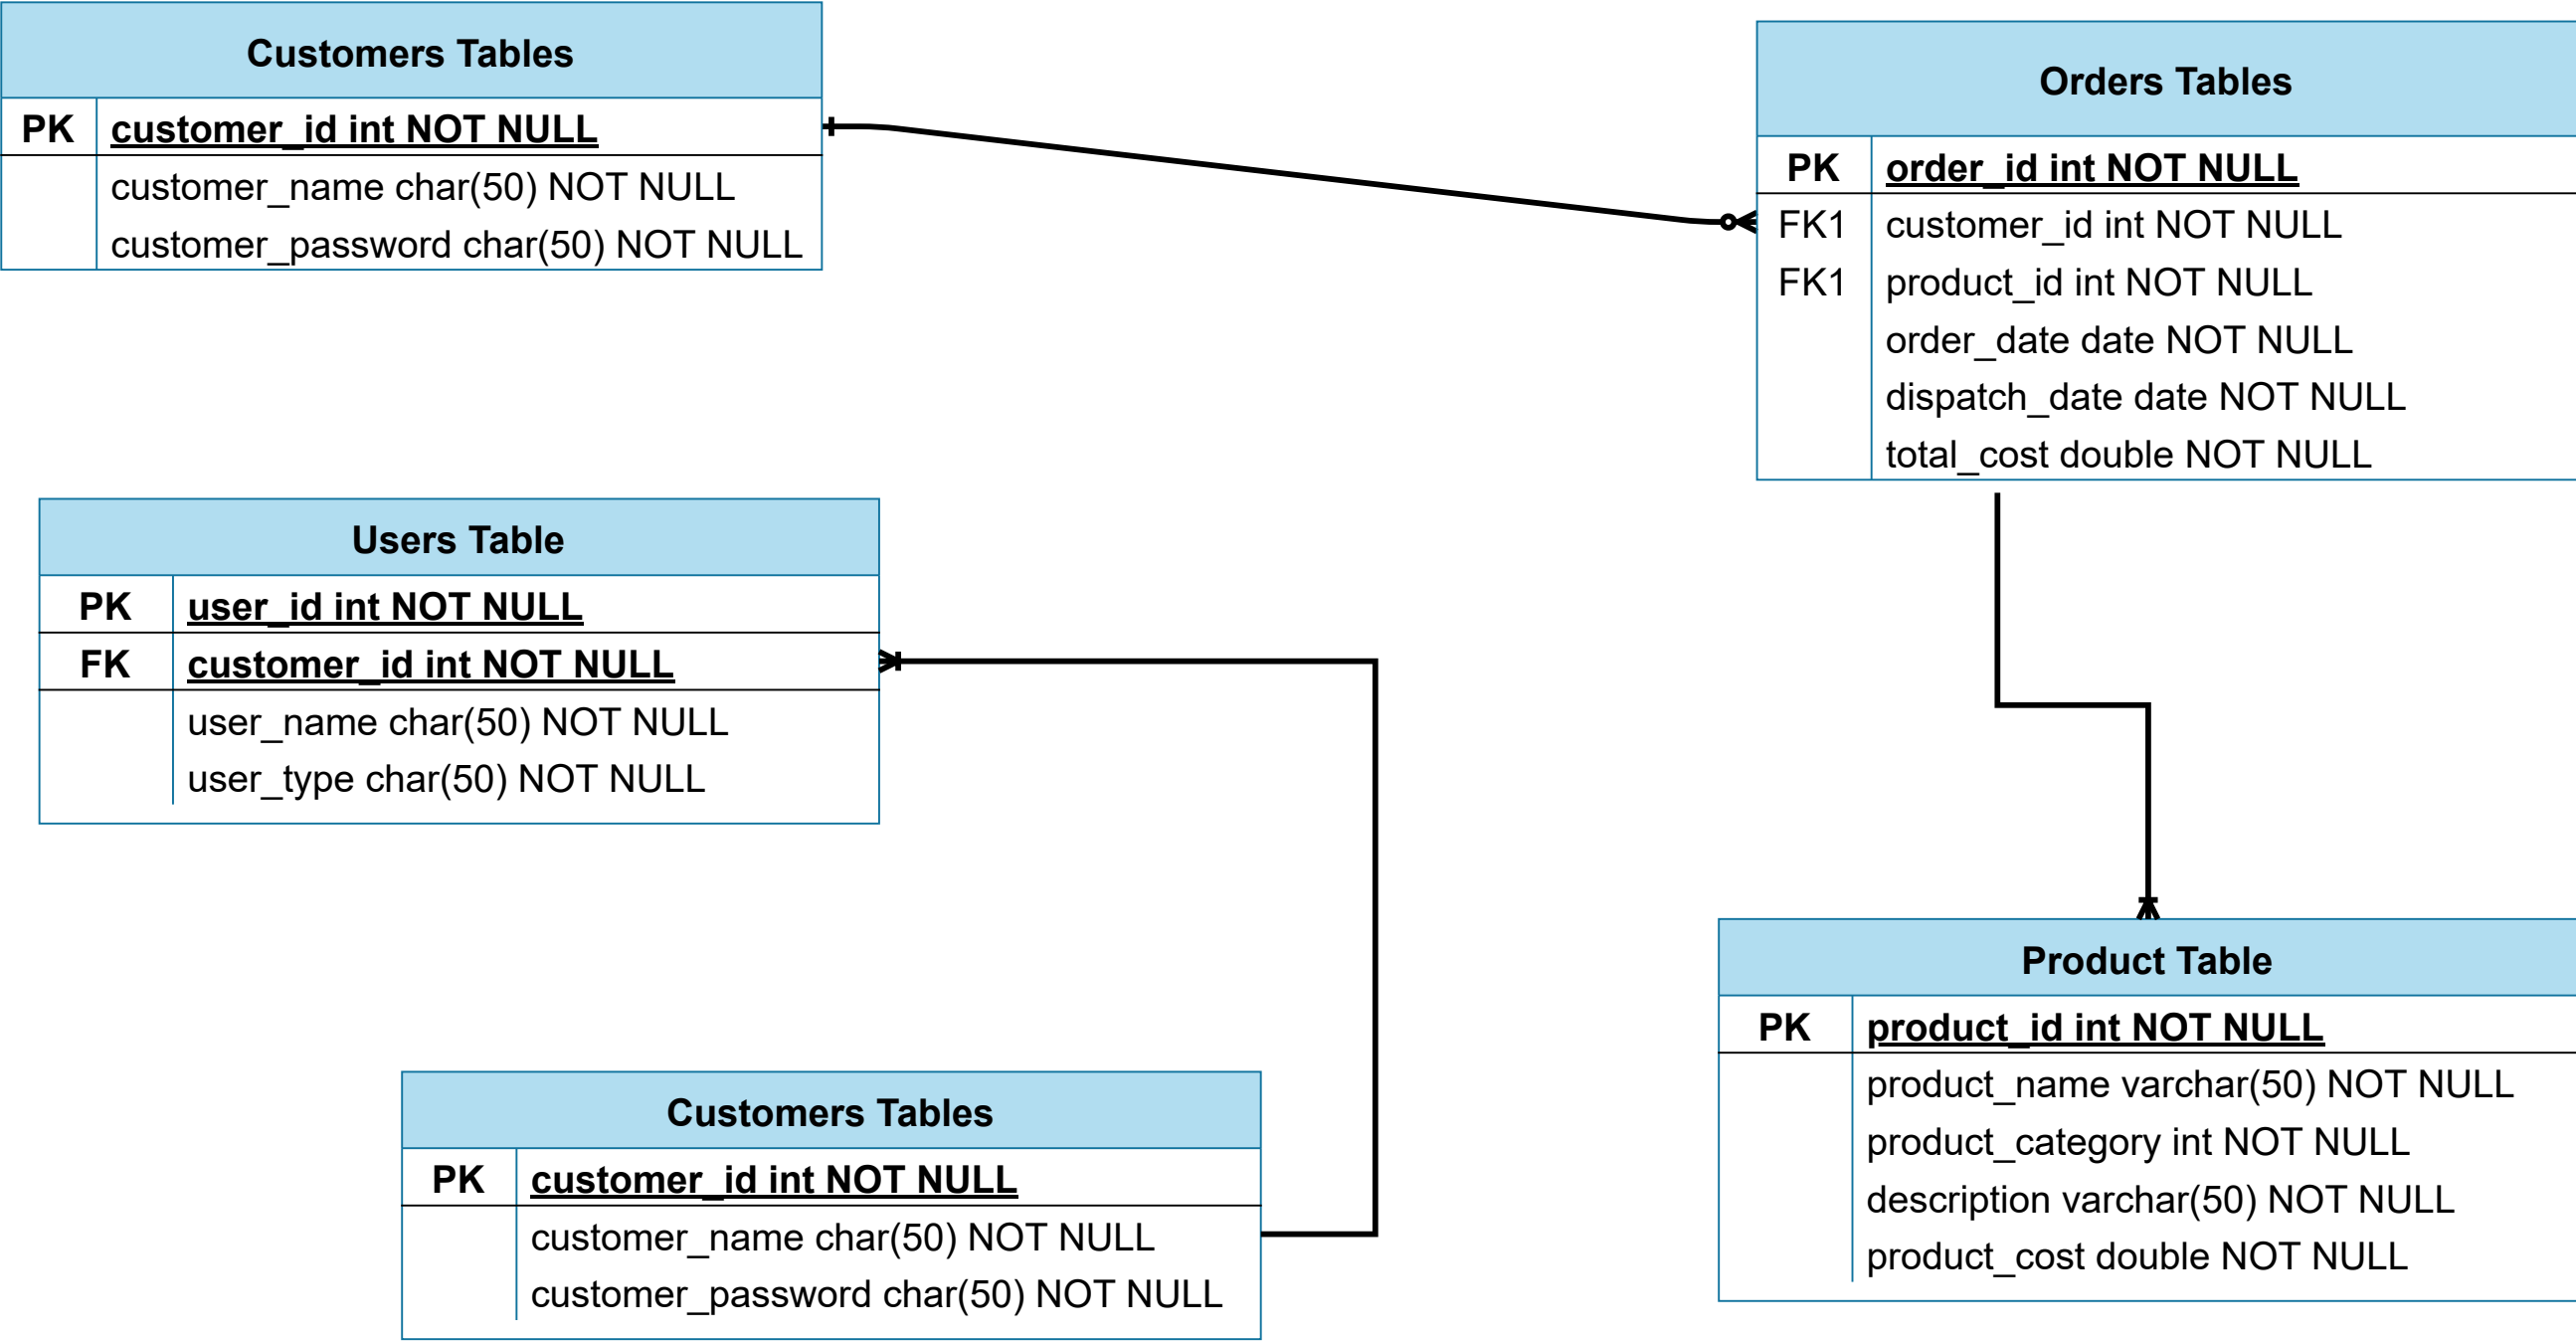 Customers Tables
PK customer_id int NOT NULL
customer_name char(50) NOT NULL
customer_password char(50) NOT NULL
Orders Tables
PK order_id int NOT NULL
FK1 customer_id int NOT NULL
FK1 product_id int NOT NULL
order_date date NOT NULL
dispatch_date date NOT NULL
total_cost double NOT NULL
Users Table
PK user_id int NOT NULL
FK customer_id int NOT NULL
user_name char(50) NOT NULL
user_type char(50) NOT NULL
Customers Tables
PK customer_id int NOT NULL
customer_name char(50) NOT NULL
customer_password char(50) NOT NULL
Product Table
PK product_id int NOT NULL
product_name varchar(50) NOT NULL
product_category int NOT NULL
description varchar(50) NOT NULL
product_cost double NOT NULL